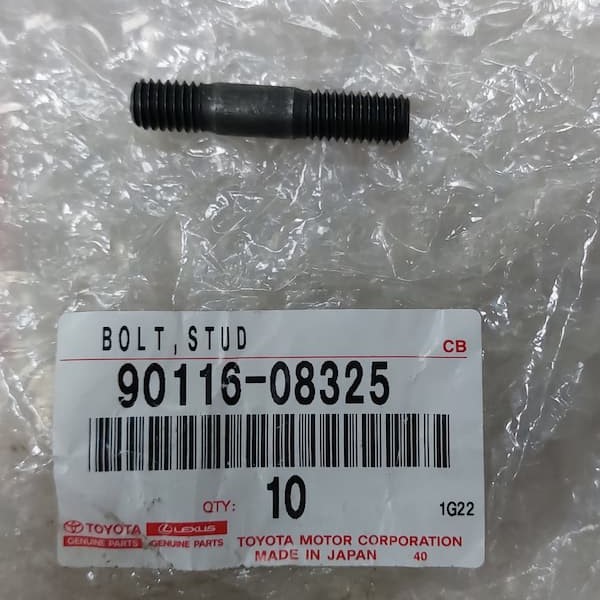 BOLT, STUD
CB
90116-08325
QTY: 10
1G22
TOYOTA LEXUS
GENUINE PARTS GENUINE PARTS
TOYOTA MOTOR CORPORATION
MADE IN JAPAN 40